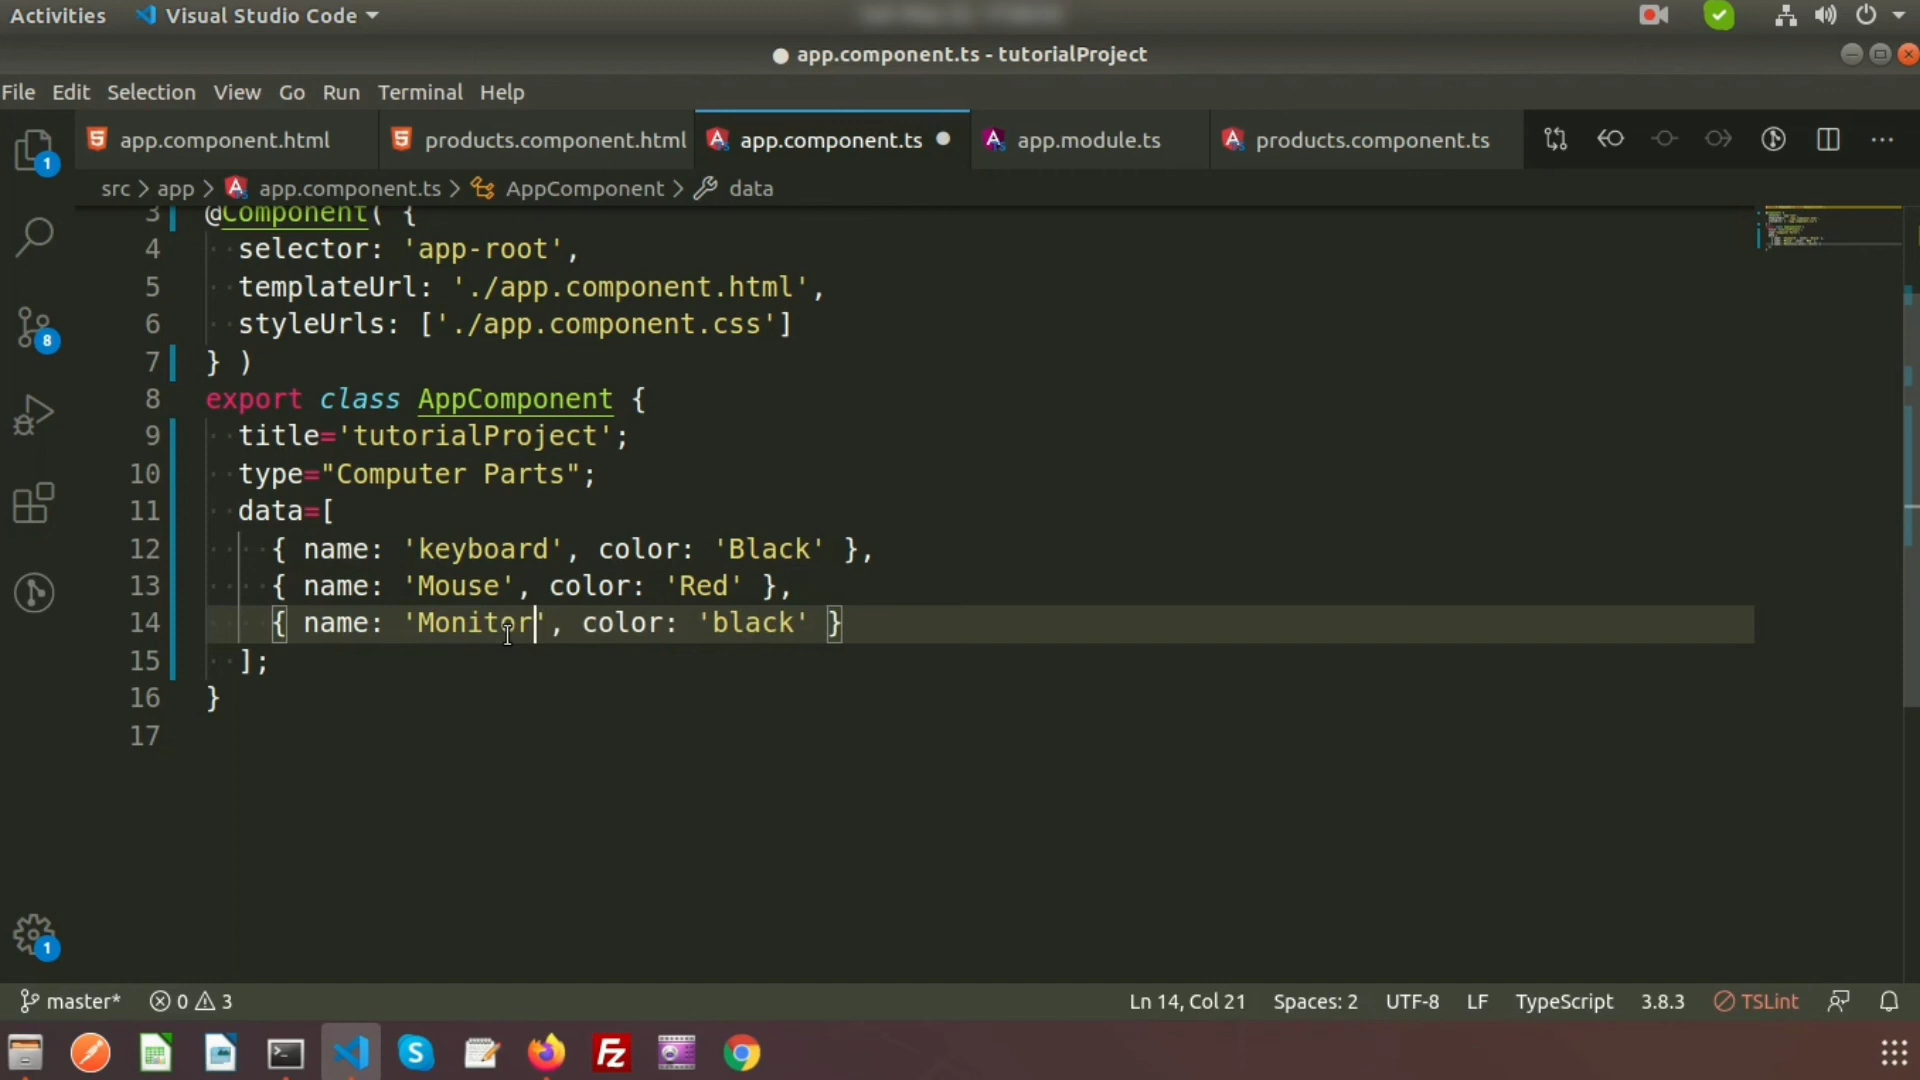 Activities Visual Studio Code
app.component.ts - tutorialProject
File Edit Selection View Go Run Terminal Help
app.component.html products.component.html app.component.ts app.module.ts products.component.ts
src > app > app.component.ts > AppComponent > data
3 @Component( {
4 selector: 'app-root',
5 templateUrl: './app.component.html',
6 styleUrls: ['./app.component.css']
7 } )
8 export class AppComponent {
9 title='tutorialProject';
10 type="Computer Parts";
11 data=[
12 { name: 'keyboard', color: 'Black' },
13 { name: 'Mouse', color: 'Red' },
14 { name: 'Monitor', color: 'black' }
15 ];
16 }
17
1
8
1
master* 0 3 Ln 14, Col 21 Spaces: 2 UTF-8 LF TypeScript 3.8.3 TSLint